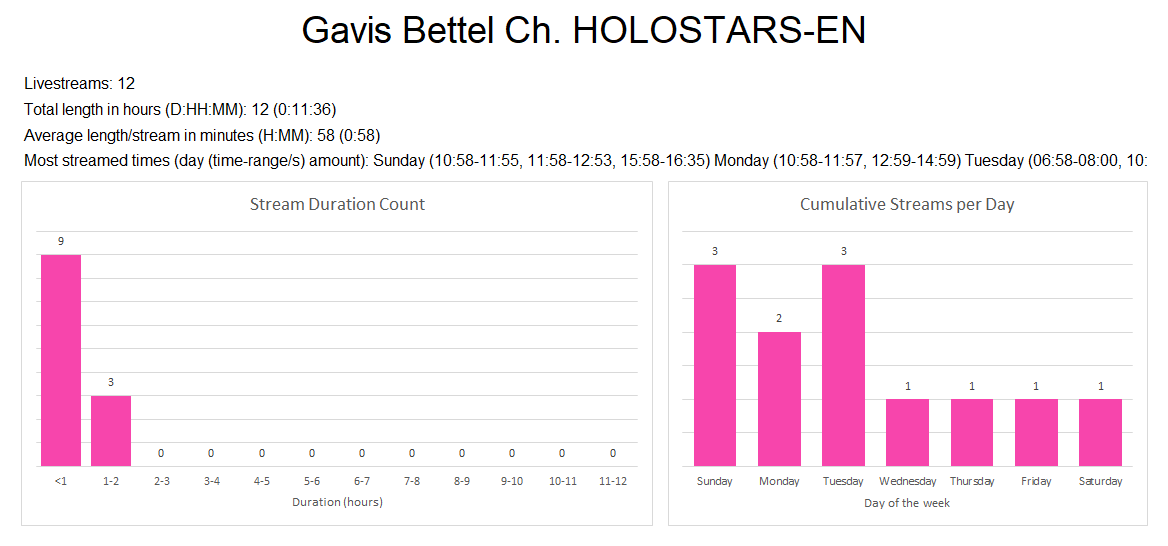 Gavis Bettel Ch. HOLOSTARS-EN
Livestreams: 12
Total length in hours (D:HH:MM): 12 (0:11:36)
Average length/stream in minutes (H:MM): 58 (0:58)
Most streamed times (day (time-range/s) amount): Sunday (10:58-11:55, 11:58-12:53, 15:58-16:35) Monday (10:58-11:57, 12:59-14:59) Tuesday (06:58-08:00, 10:
Stream Duration Count
9
3
0 0 0 0 0 0 0 0 0 0
<1 1-2 2-3 3-4 4-5 5-6 6-7 7-8 8-9 9-10 10-11 11-12
Duration (hours)
Cumulative Streams per Day
3 3
2
1 1 1 1
Sunday Monday Tuesday Wednesday Thursday Friday Saturday
Day of the week